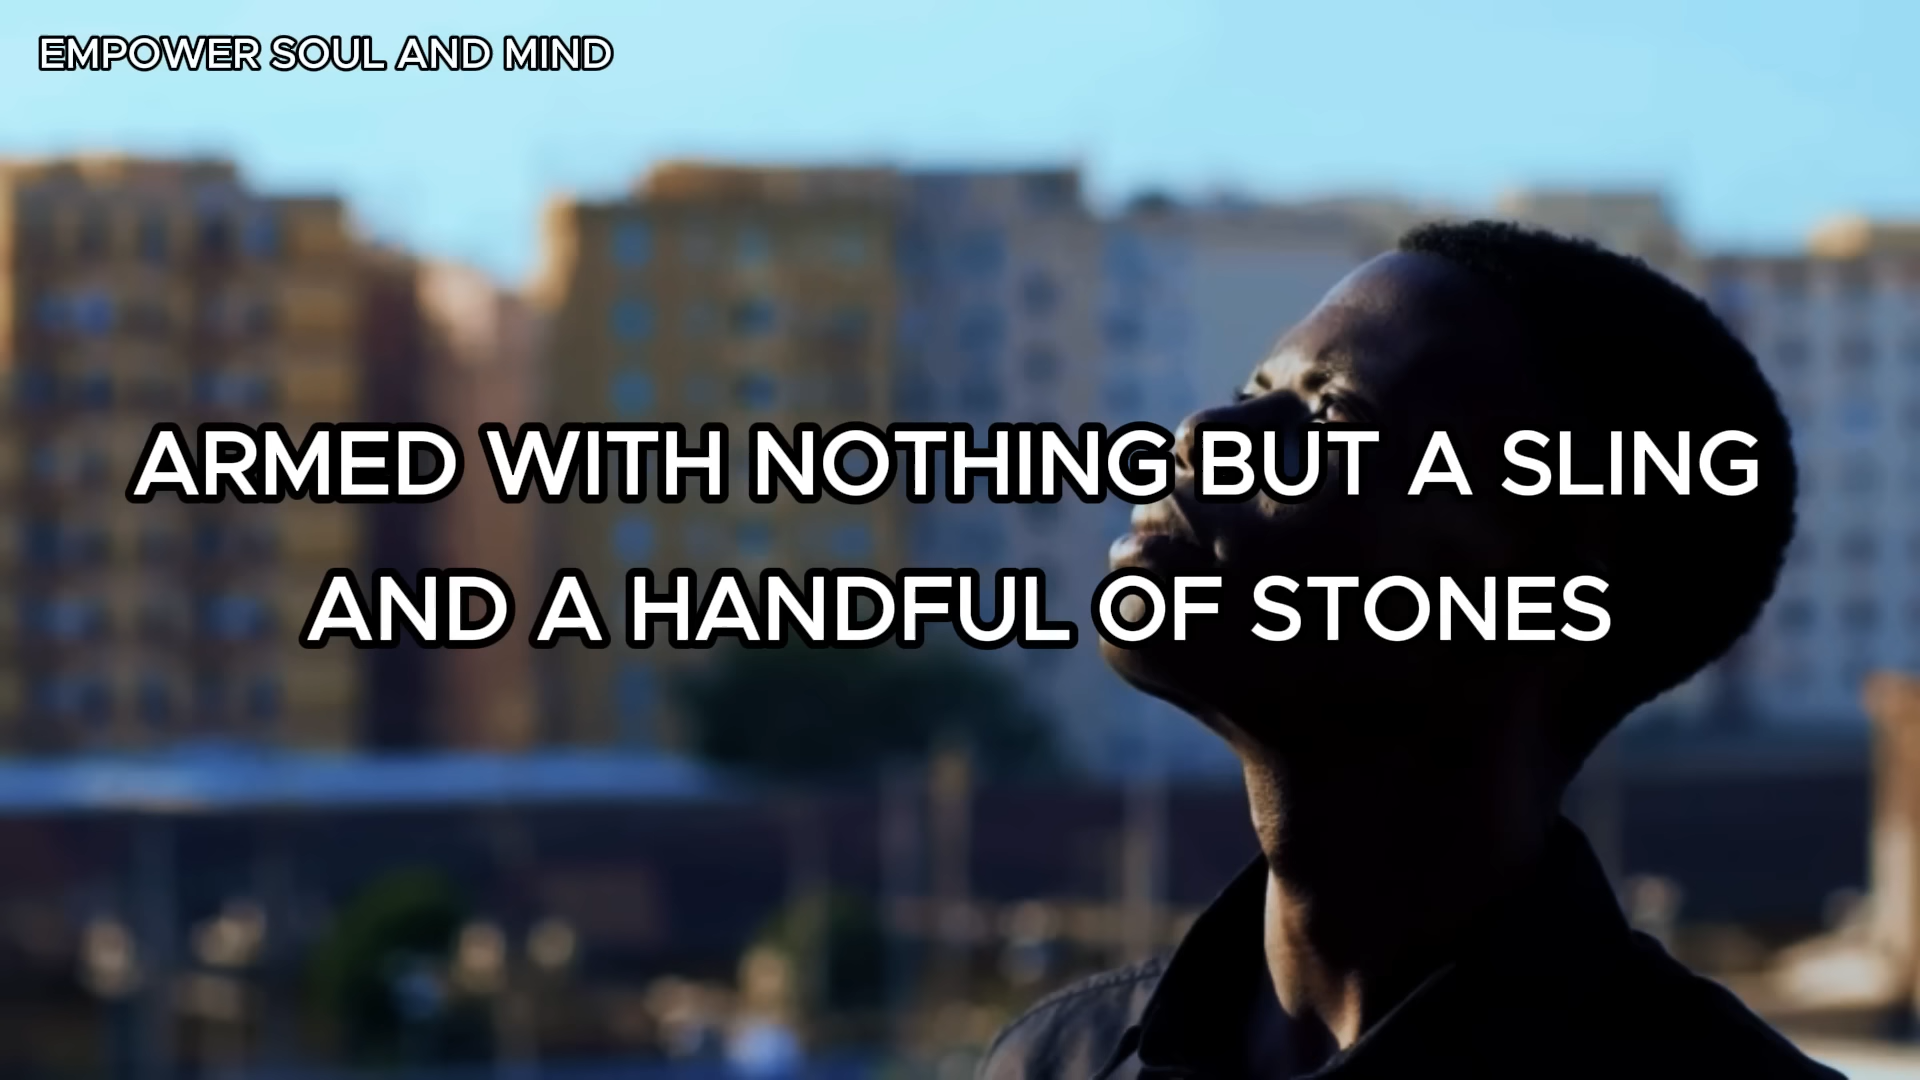 EMPOWER SOUL AND MIND
ARMED WITH NOTHING BUT A SLING
AND A HANDFUL OF STONES